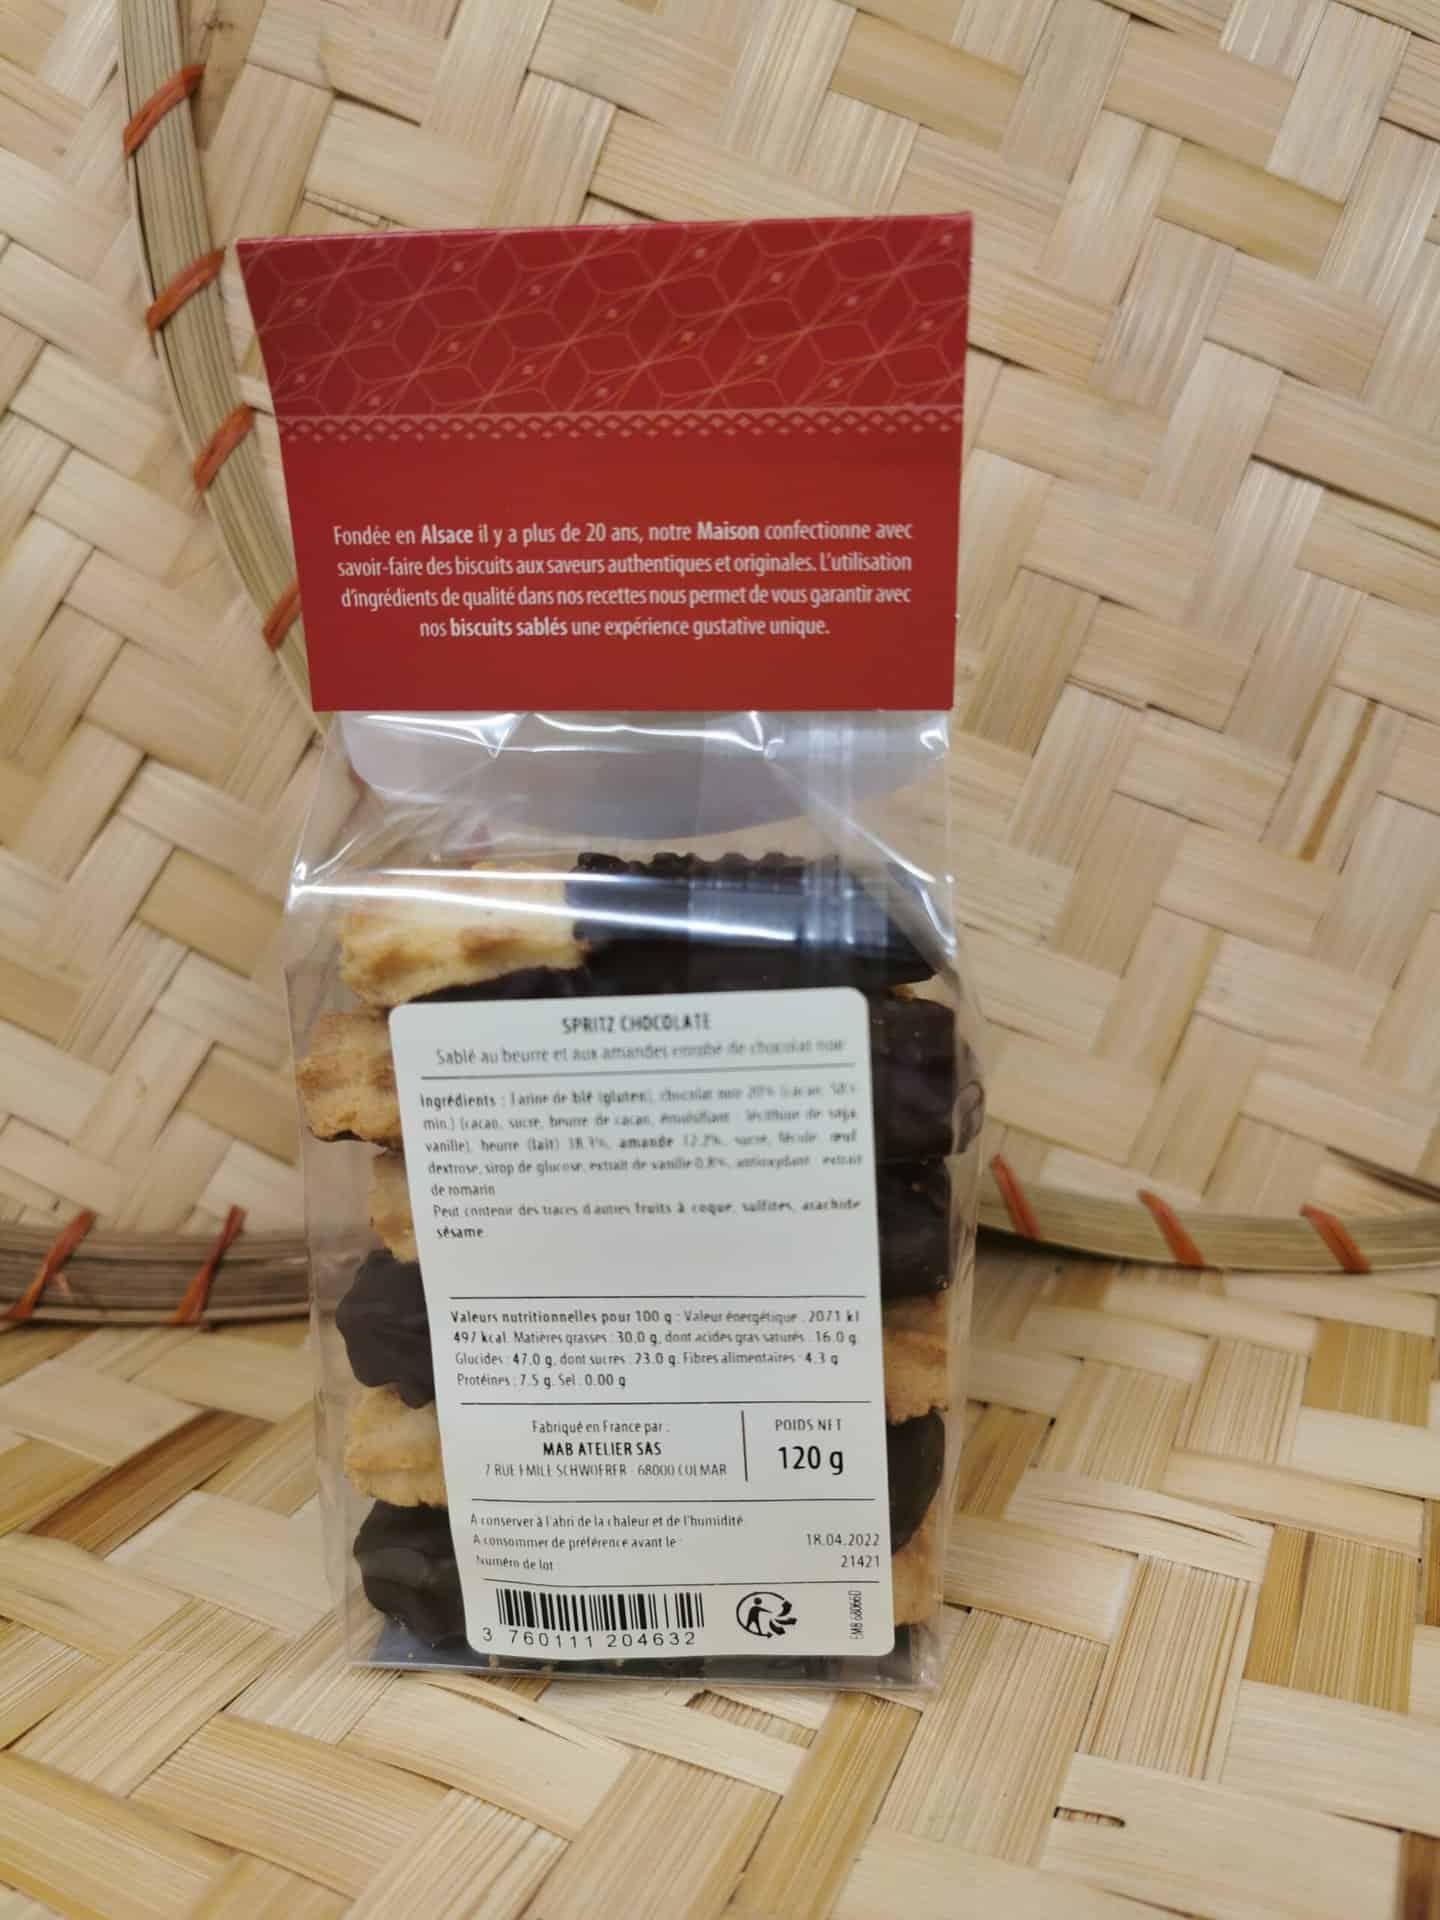 Fondée en Alsace il y a plus de 20 ans, notre Maison confectionne avec
savoir-faire des biscuits aux saveurs authentiques et originales. L'utilisation
d'ingrédients de qualité dans nos recettes nous permet de vous garantir avec
nos biscuits sablés une expérience gustative unique.
SPRITZ CHOCOLATE
Sablé au beurre et aux amandes enrobé de chocolat noir
Ingrédients : Farine de blé (gluten), chocolat noir 20% (cacao 58%
min.) (cacao, sucre, beurre de cacao, émulsifiant lécithine de soja
vanille), beurre (lait) 18.3%, amande 12.2%, sucre, fécule œuf
dextrose, sirop de glucose, extrait de vanille 0.8%, antioxydant extrait
de romarin
Peut contenir des traces d'autres fruits à coque, sulfites, arachide
sésame
Valeurs nutritionnelles pour 100 g : Valeur énergétique : 2071 kJ
497 kcal. Matières grasses : 30.0 g, dont acides gras saturés : 16.0 g
Glucides : 47.0 g, dont sucres : 23.0 g. Fibres alimentaires : 4.3 g
Protéines : 7.5 g. Sel : 0.00 g
Fabriqué en France par :
MAB ATELIER SAS
7 RUE EMILE SCHWOERER - 68000 COLMAR
POIDS NET
120 g
A conserver à l'abri de la chaleur et de l'humidité
A consommer de préférence avant le : 18.04.2022
Numéro de lot 21421
3 760111 204632
EMB 68066D